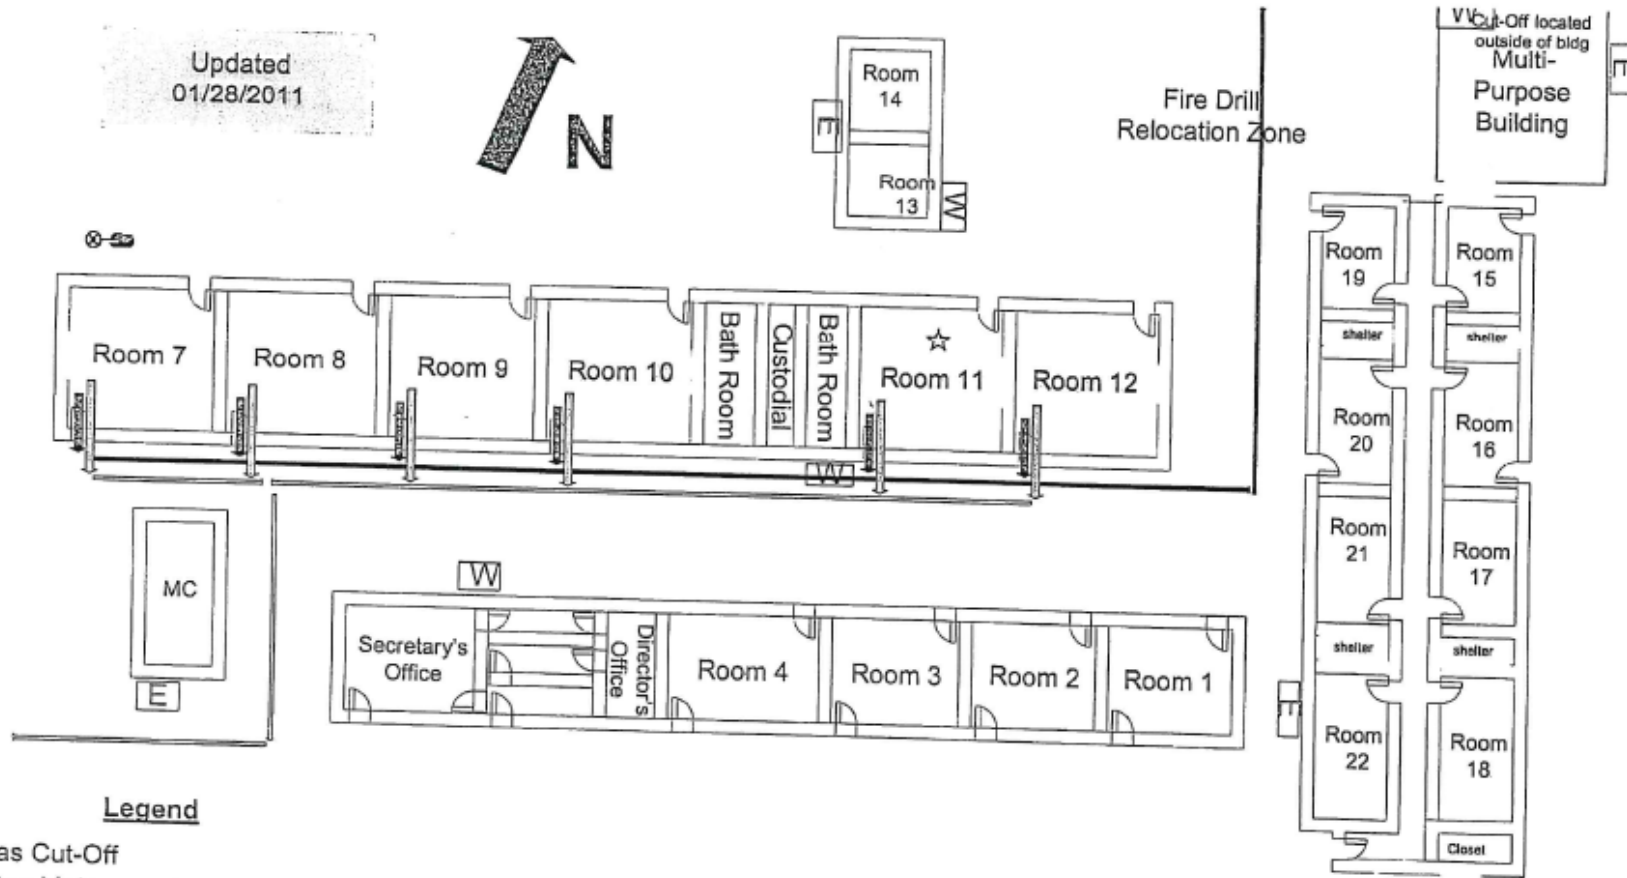 Updated
01/28/2011
N
Room
14
E
Room
13
W
Fire Drill
Relocation Zone
W
Cut-Off located
outside of bldg
Multi-
Purpose
Building
E
Room 7
Room 8
Room 9
Room 10
Bath Room
Custodial
Bath Room
Room 11
Room 12
W
Room
19
Room
15
shelter
shelter
Room
20
Room
16
Room
21
Room
17
shelter
shelter
Room
22
Room
18
Closet
E
MC
E
W
Secretary's
Office
Director's
Office
Room 4
Room 3
Room 2
Room 1
Legend
as Cut-Off